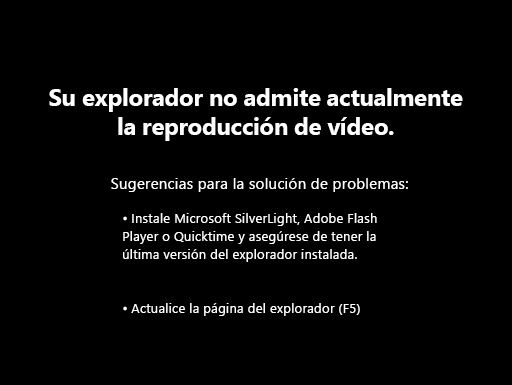 Su explorador no admite actualmente
la reproducción de vídeo.
Sugerencias para la solución de problemas:
• Instale Microsoft SilverLight, Adobe Flash
Player o Quicktime y asegúrese de tener la
última versión del explorador instalada.
• Actualice la página del explorador (F5)